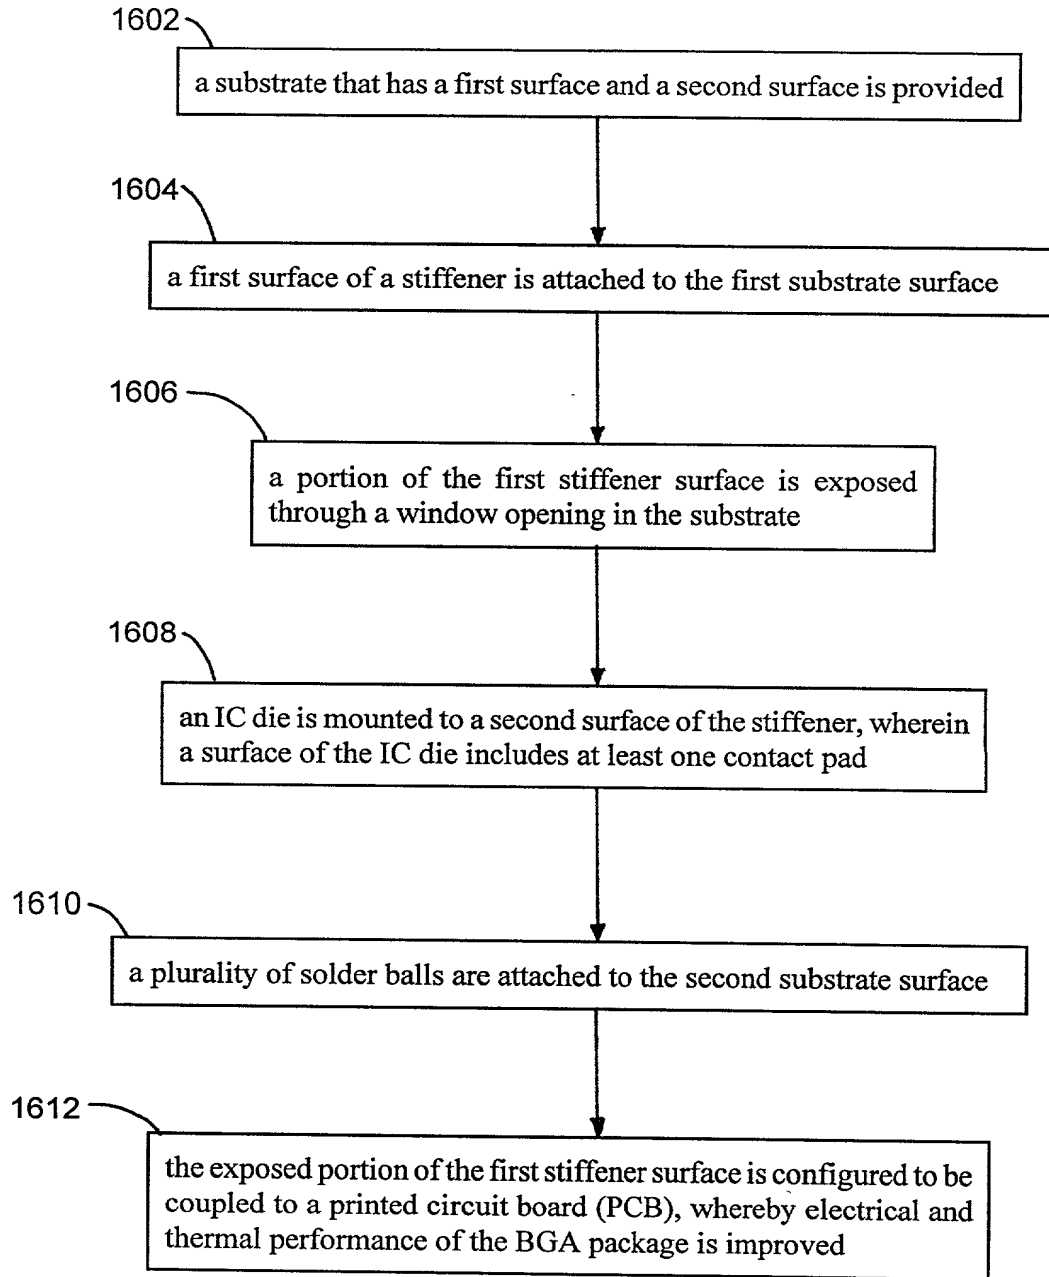 1602
a substrate that has a first surface and a second surface is provided
1604
a first surface of a stiffener is attached to the first substrate surface
1606
a portion of the first stiffener surface is exposed
through a window opening in the substrate
1608
an IC die is mounted to a second surface of the stiffener, wherein
a surface of the IC die includes at least one contact pad
1610
a plurality of solder balls are attached to the second substrate surface
1612
the exposed portion of the first stiffener surface is configured to be
coupled to a printed circuit board (PCB), whereby electrical and
thermal performance of the BGA package is improved